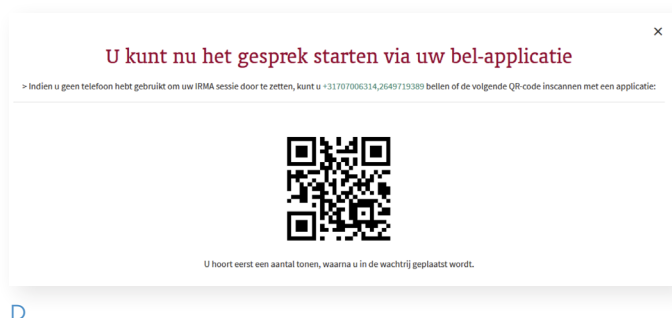 ×
U kunt nu het gesprek starten via uw bel-applicatie
> Indien u geen telefoon hebt gebruikt om uw IRMA sessie door te zetten, kunt u +31707006314,2649719389 bellen of de volgende QR-code inscannen met een applicatie:
U hoort eerst een aantal tonen, waarna u in de wachtrij geplaatst wordt.
D